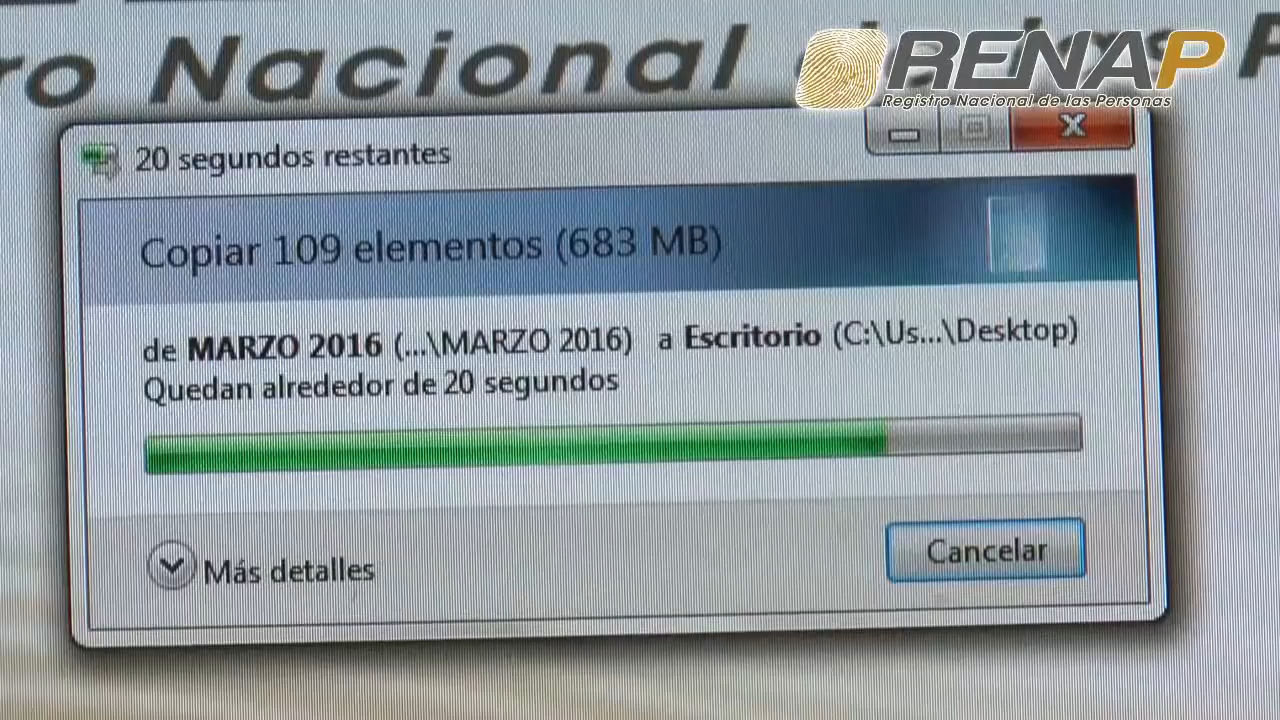 ro Nacional
RENAP
Registro Nacional de las Personas
20 segundos restantes
Copiar 109 elementos (683 MB)
de MARZO 2016 (...\MARZO 2016) a Escritorio (C:\Us...\Desktop)
Quedan alrededor de 20 segundos
Más detalles
Cancelar